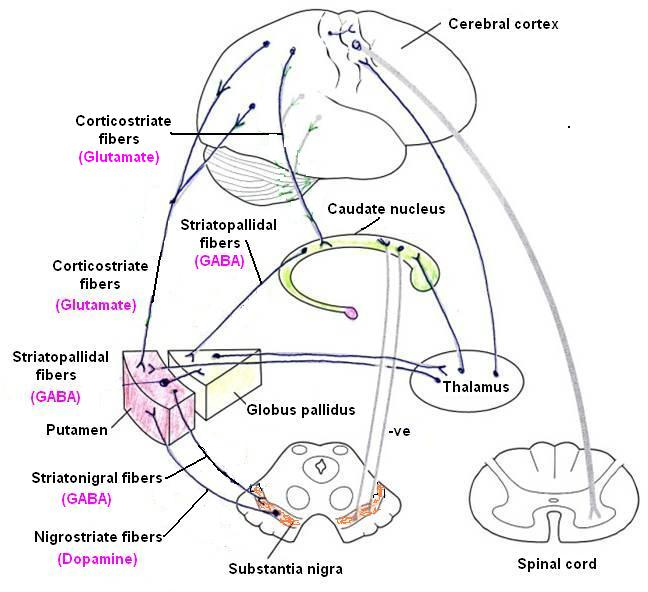 Cerebral cortex
Corticostriate
fibers
(Glutamate)
Caudate nucleus
Striatopallidal
fibers
(GABA)
Corticostriate
fibers
(Glutamate)
Striatopallidal
fibers
(GABA)
Thalamus
Globus pallidus
Putamen
-ve
Striatonigral fibers
(GABA)
Nigrostriate fibers
(Dopamine)
Substantia nigra
Spinal cord